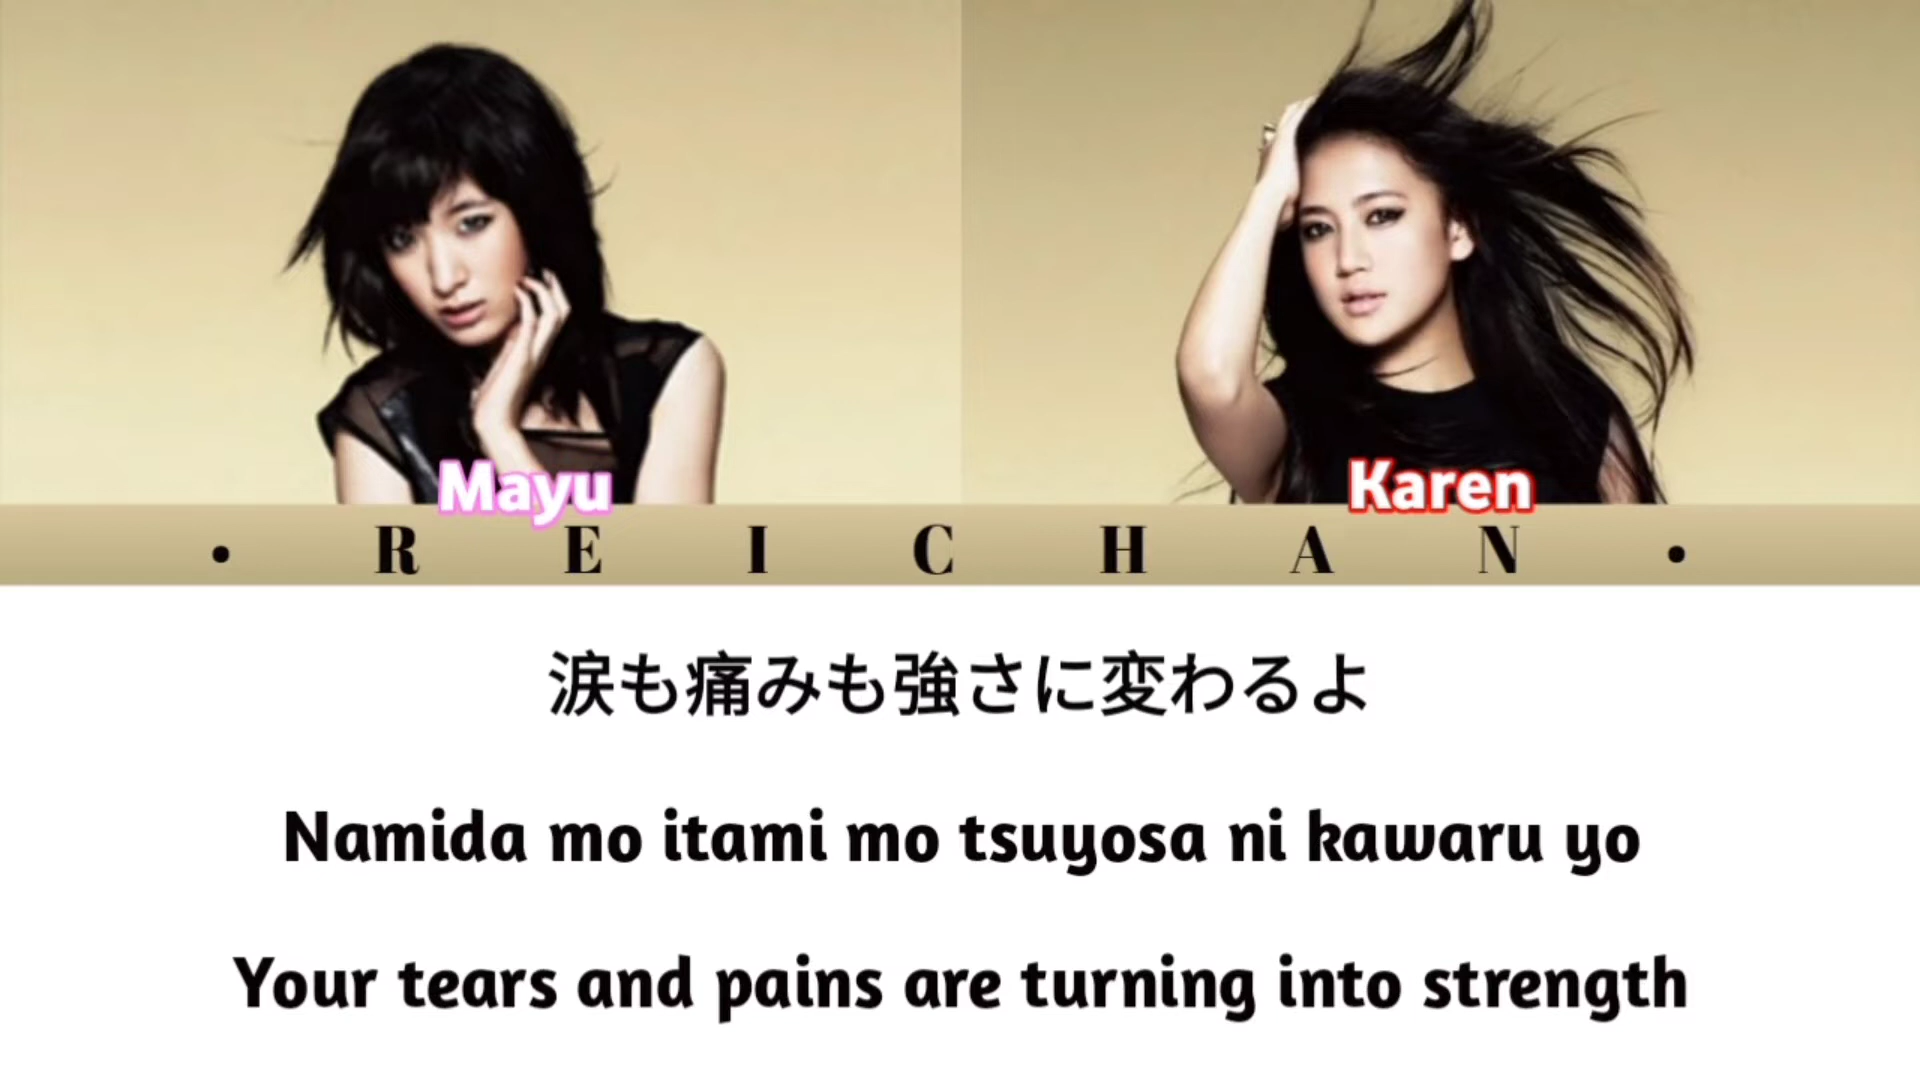 Mayu
Karen
• R E I C H A N •
涙も痛みも強さに変わるよ
Namida mo itami mo tsuyosa ni kawaru yo
Your tears and pains are turning into strength